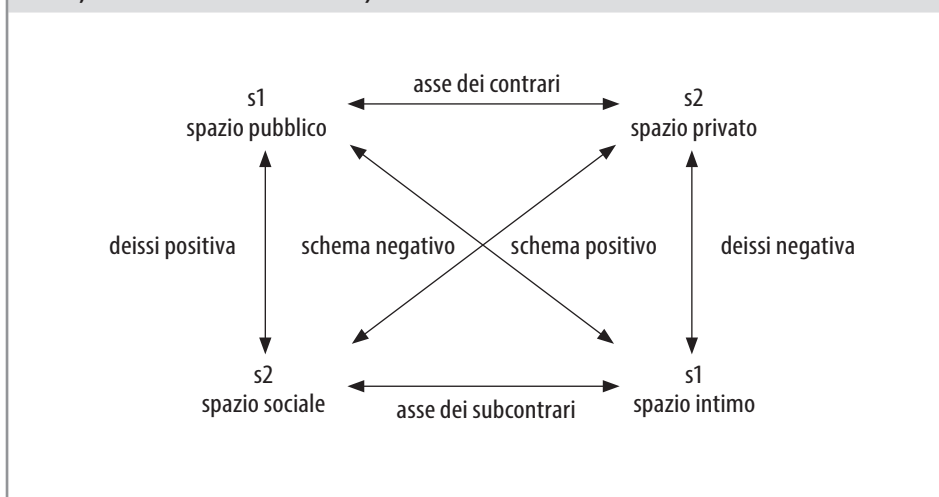 asse dei contrari
s1
spazio pubblico
s2
spazio privato
deissi positiva
schema negativo
schema positivo
deissi negativa
s2
spazio sociale
asse dei subcontrari
s1
spazio intimo